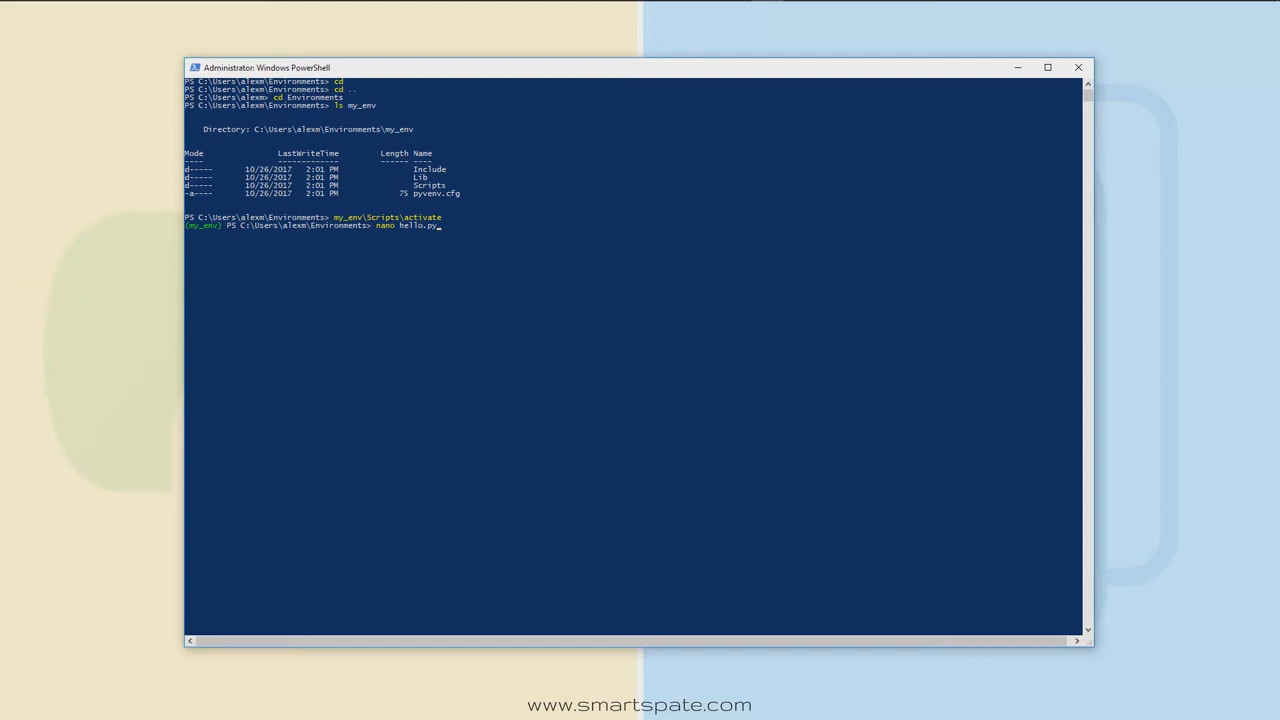 Administrator: Windows PowerShell
PS C:\Users\alexm\Environments> cd
PS C:\Users\alexm\Environments> cd ..
PS C:\Users\alexm> cd Environments
PS C:\Users\alexm\Environments> ls my_env
Directory: C:\Users\alexm\Environments\my_env
Mode LastWriteTime Length Name
---- ------------- ------ ----
d----- 10/26/2017 2:01 PM Include
d----- 10/26/2017 2:01 PM Lib
d----- 10/26/2017 2:01 PM Scripts
-a---- 10/26/2017 2:01 PM 75 pyvenv.cfg
PS C:\Users\alexm\Environments> my_env\Scripts\activate
(my_env) PS C:\Users\alexm\Environments> nano hello.py_
www.smartspate.com